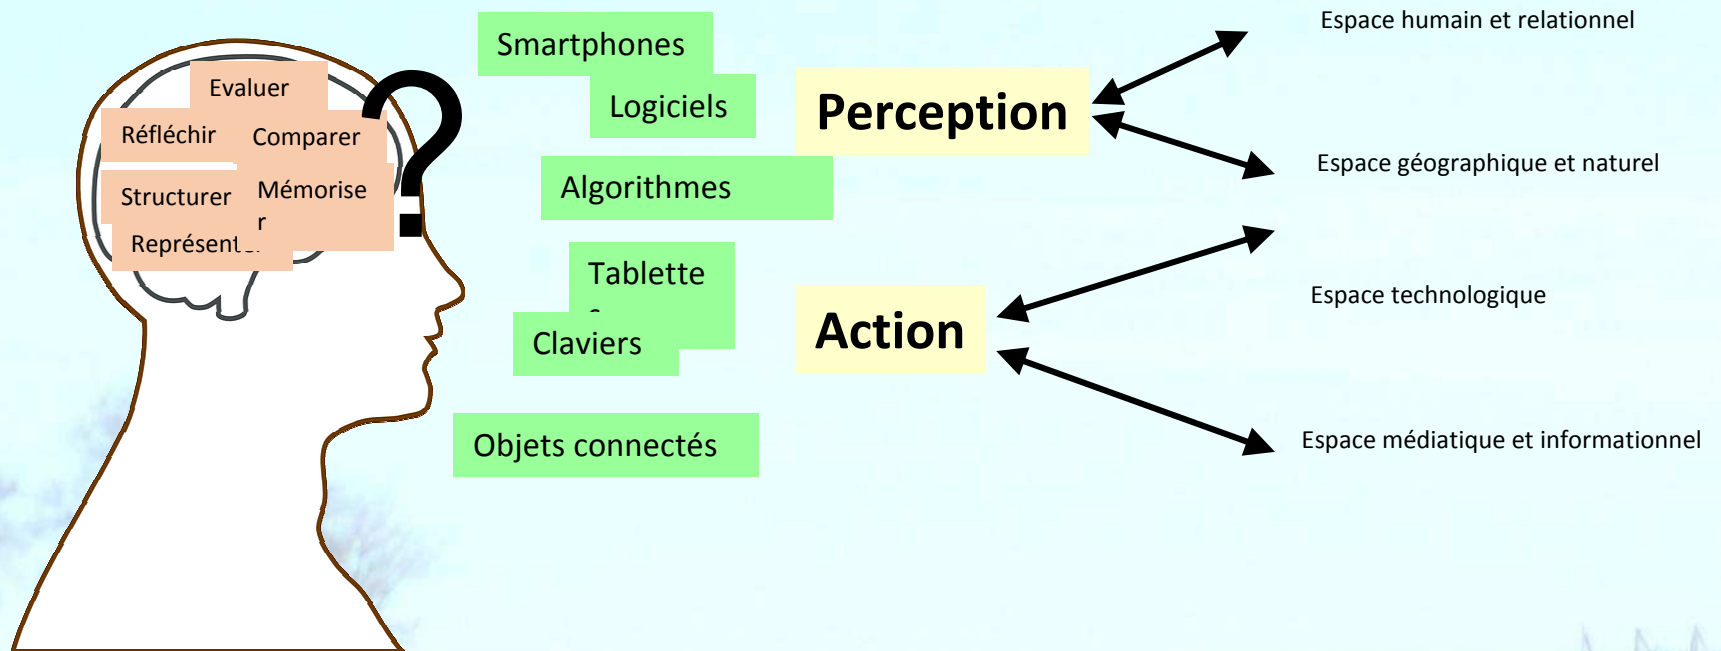 Evaluer
Réfléchir
Comparer
Structurer
Mémorise
r
Représenter
?
Smartphones
Logiciels
Algorithmes
Tablette
Claviers
Objets connectés
Perception
Action
Espace humain et relationnel
Espace géographique et naturel
Espace technologique
Espace médiatique et informationnel